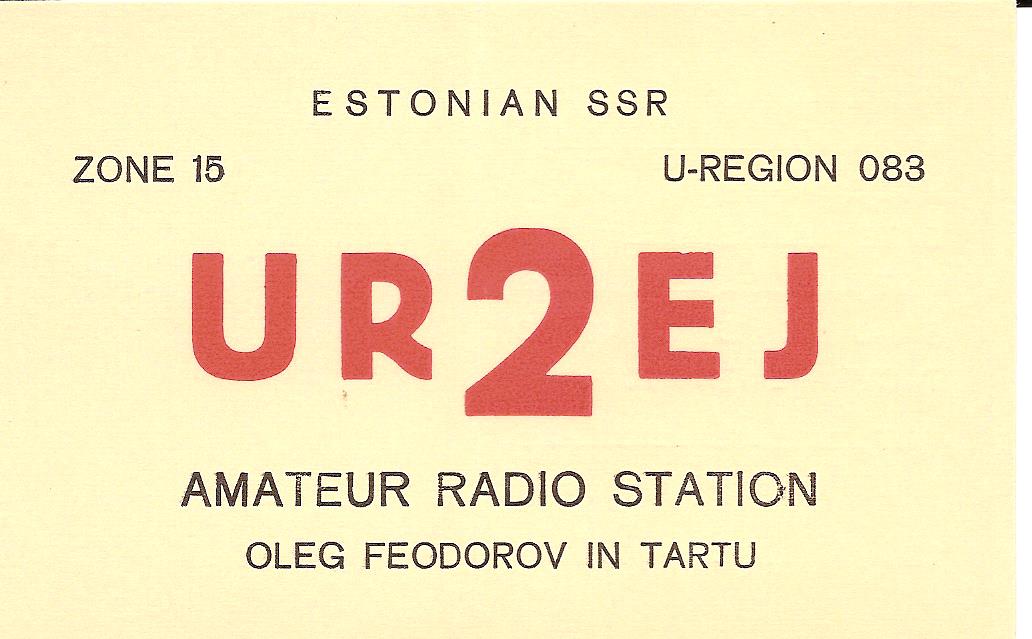 ESTONIAN SSR
ZONE 15 U-REGION 083
UR2EJ
AMATEUR RADIO STATION
OLEG FEODOROV IN TARTU